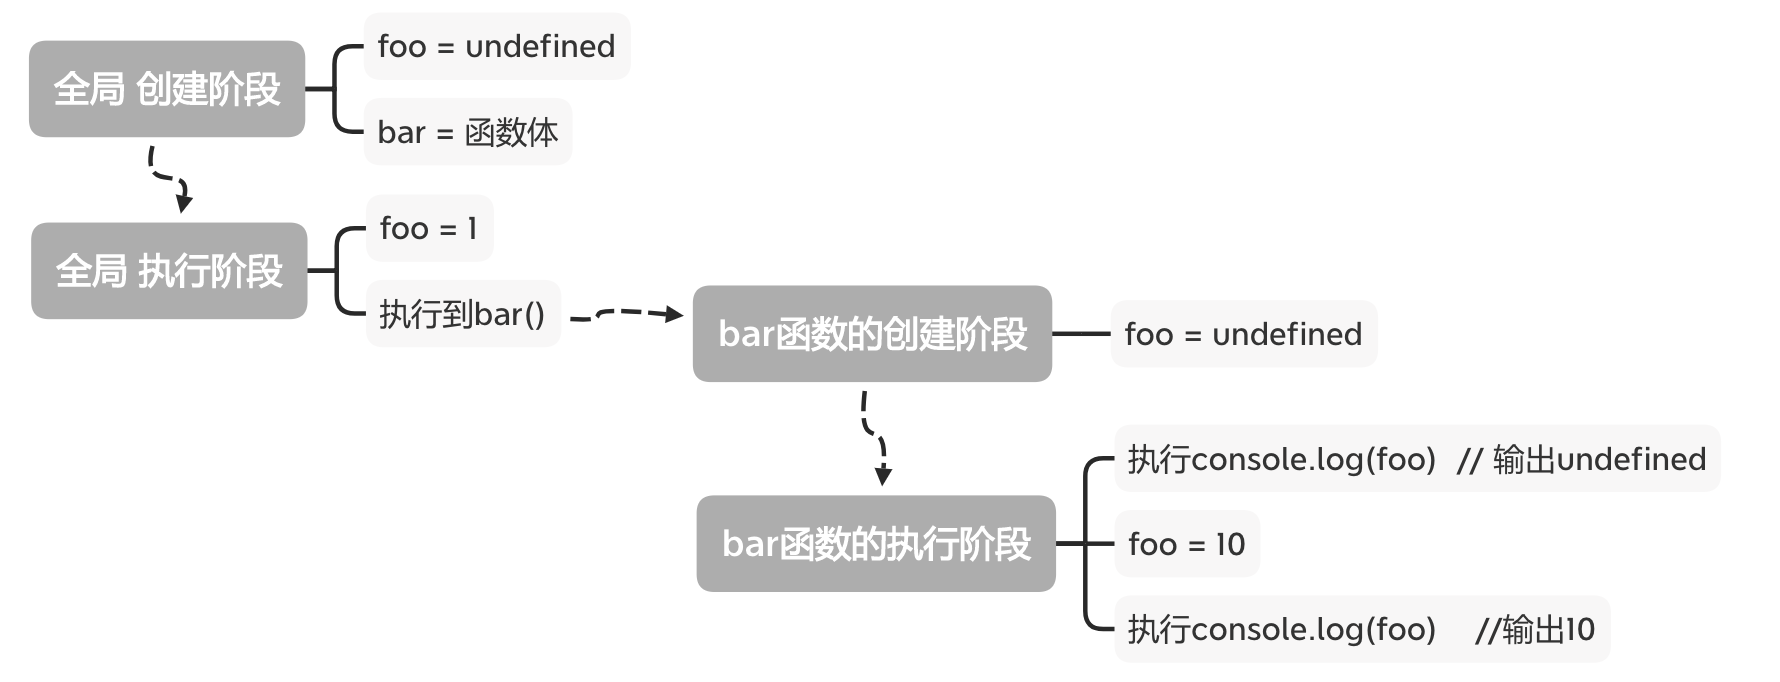 全局 创建阶段
foo = undefined
bar = 函数体
全局 执行阶段
foo = 1
执行到bar()
bar函数的创建阶段
foo = undefined
bar函数的执行阶段
执行console.log(foo)  // 输出undefined
foo = 10
执行console.log(foo)    //输出10